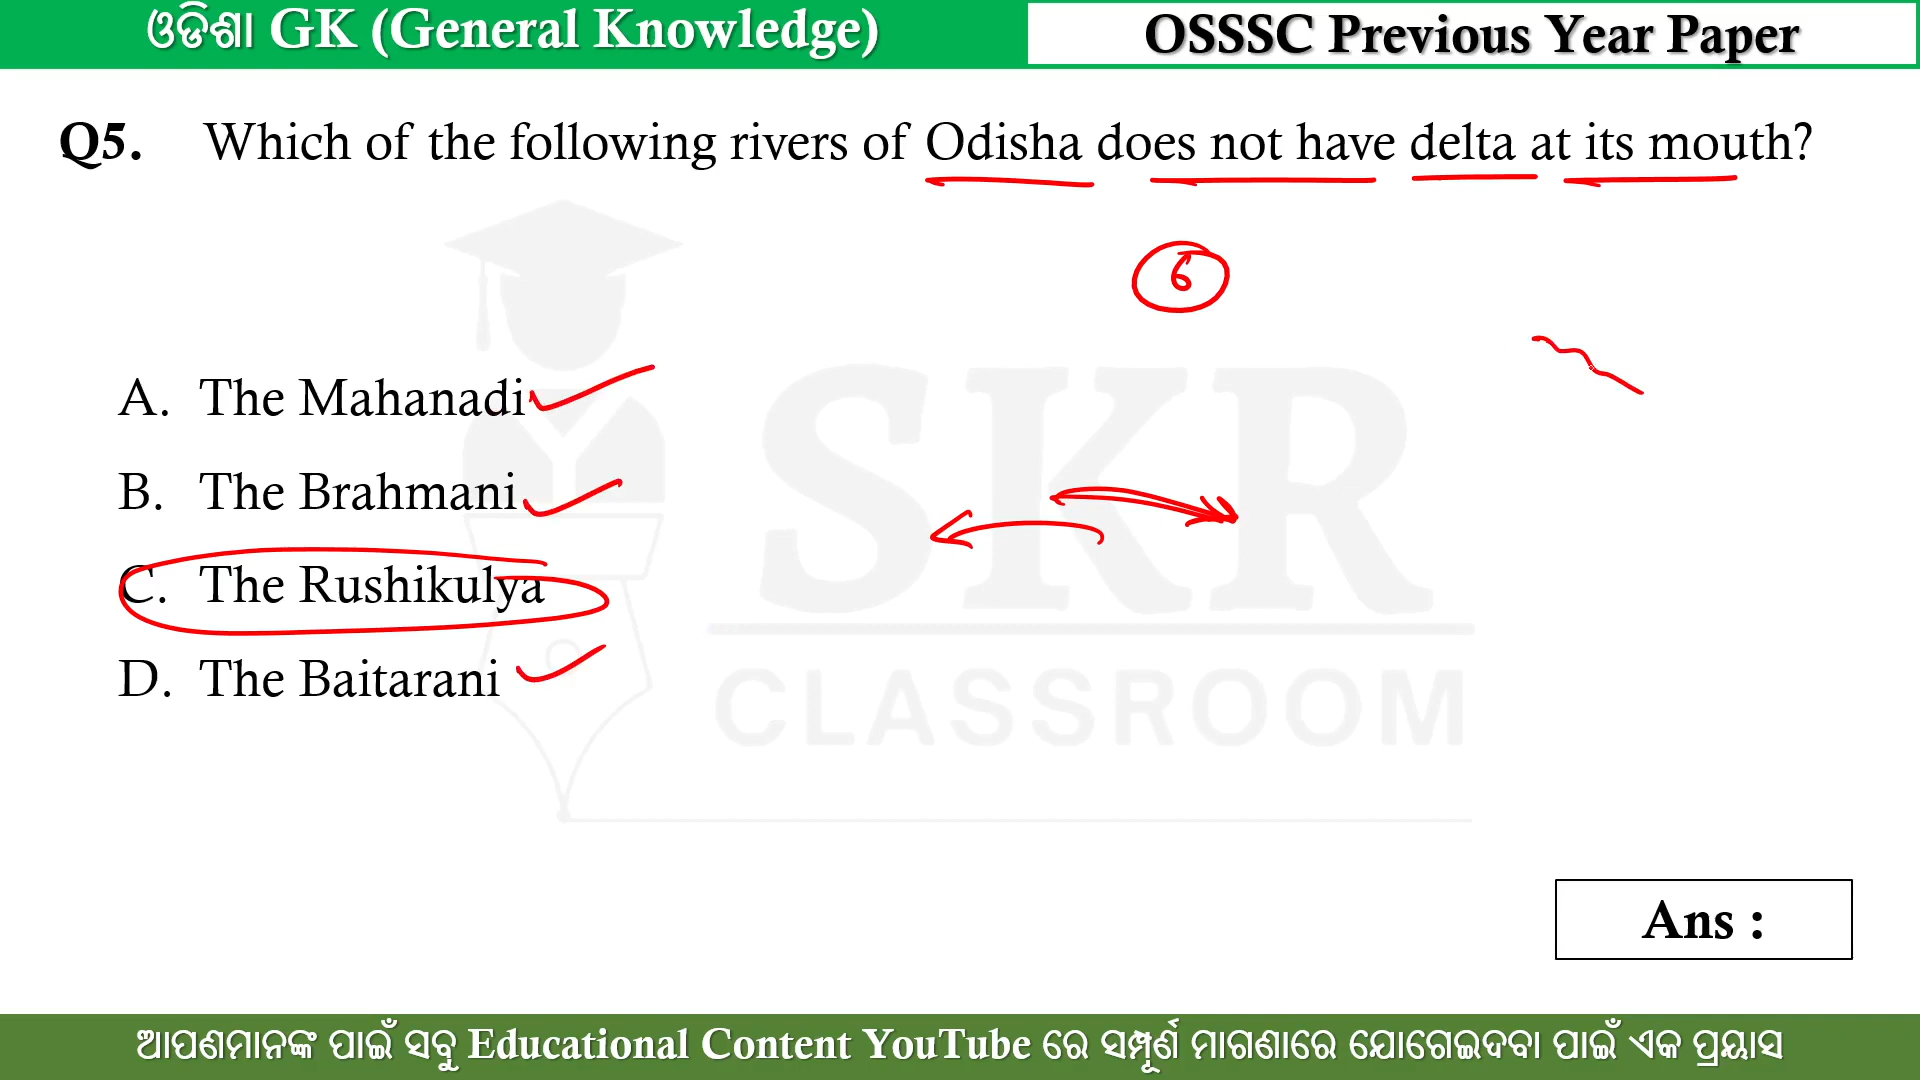 ଓଡିଶା GK (General Knowledge)
OSSSC Previous Year Paper
Q5. Which of the following rivers of Odisha does not have delta at its mouth?
6
A. The Mahanadi
B. The Brahmani
C. The Rushikulya
D. The Baitarani
SKR
CLASSROOM
Ans :
ଆପଣମାନଙ୍କ ପାଇଁ ସବୁ Educational Content YouTube ରେ ସମ୍ପୂର୍ଣ ମାଗଣାରେ ଯୋଗେଇଦବା ପାଇଁ ଏକ ପ୍ରୟାସ